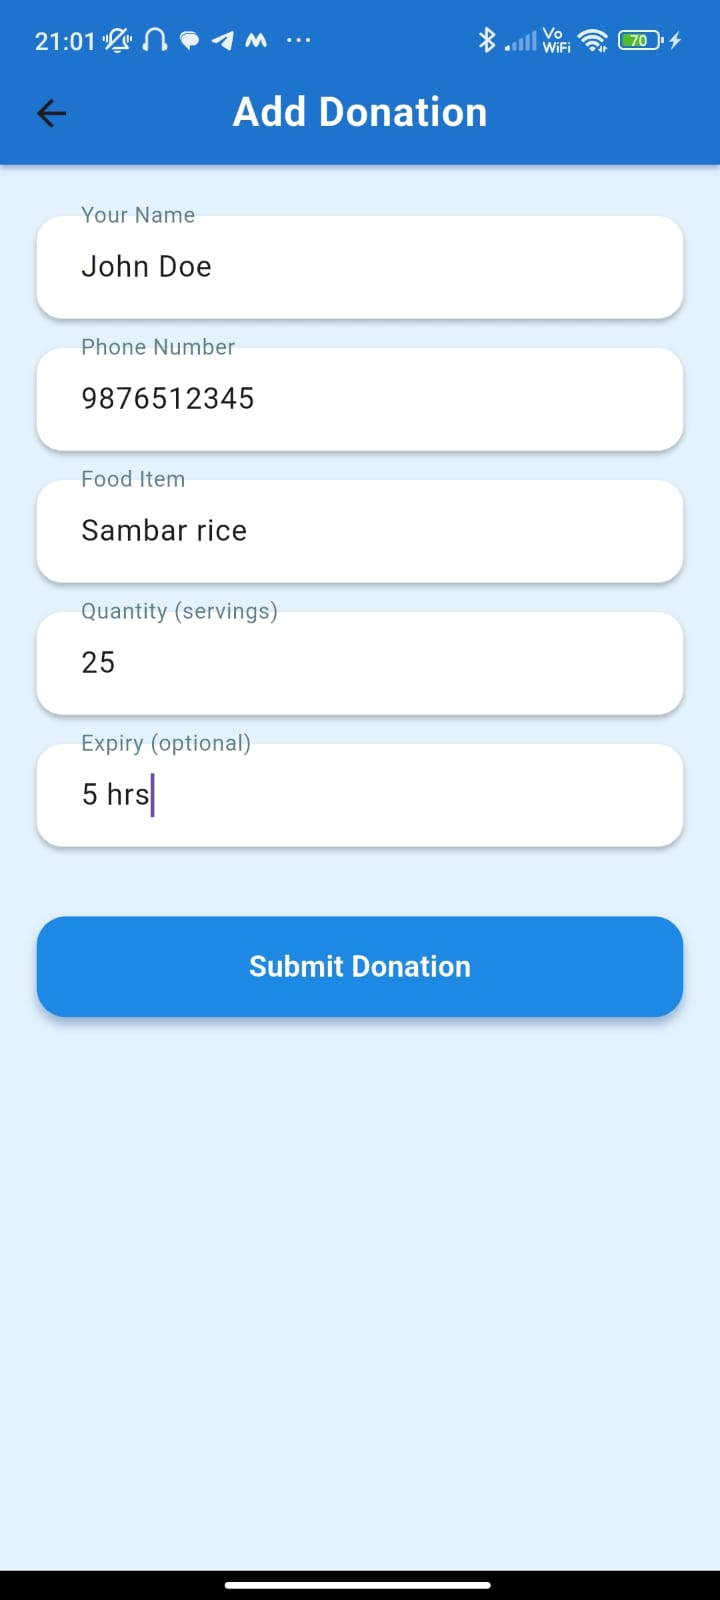 21:01
Vo
WiFi
70
Add Donation
Your Name
John Doe
Phone Number
9876512345
Food Item
Sambar rice
Quantity (servings)
25
Expiry (optional)
5 hrs
Submit Donation